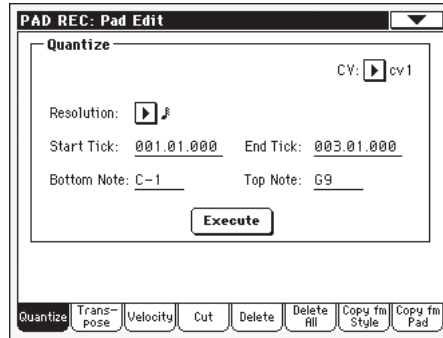 PAD REC: Pad Edit
Quantize
CV: cv1
Resolution:
Start Tick: 001.01.000 End Tick: 003.01.000
Bottom Note: C-1 Top Note: G9
Execute
Quantize Trans- pose Velocity Cut Delete Delete All Copy fm Style Copy fm Pad